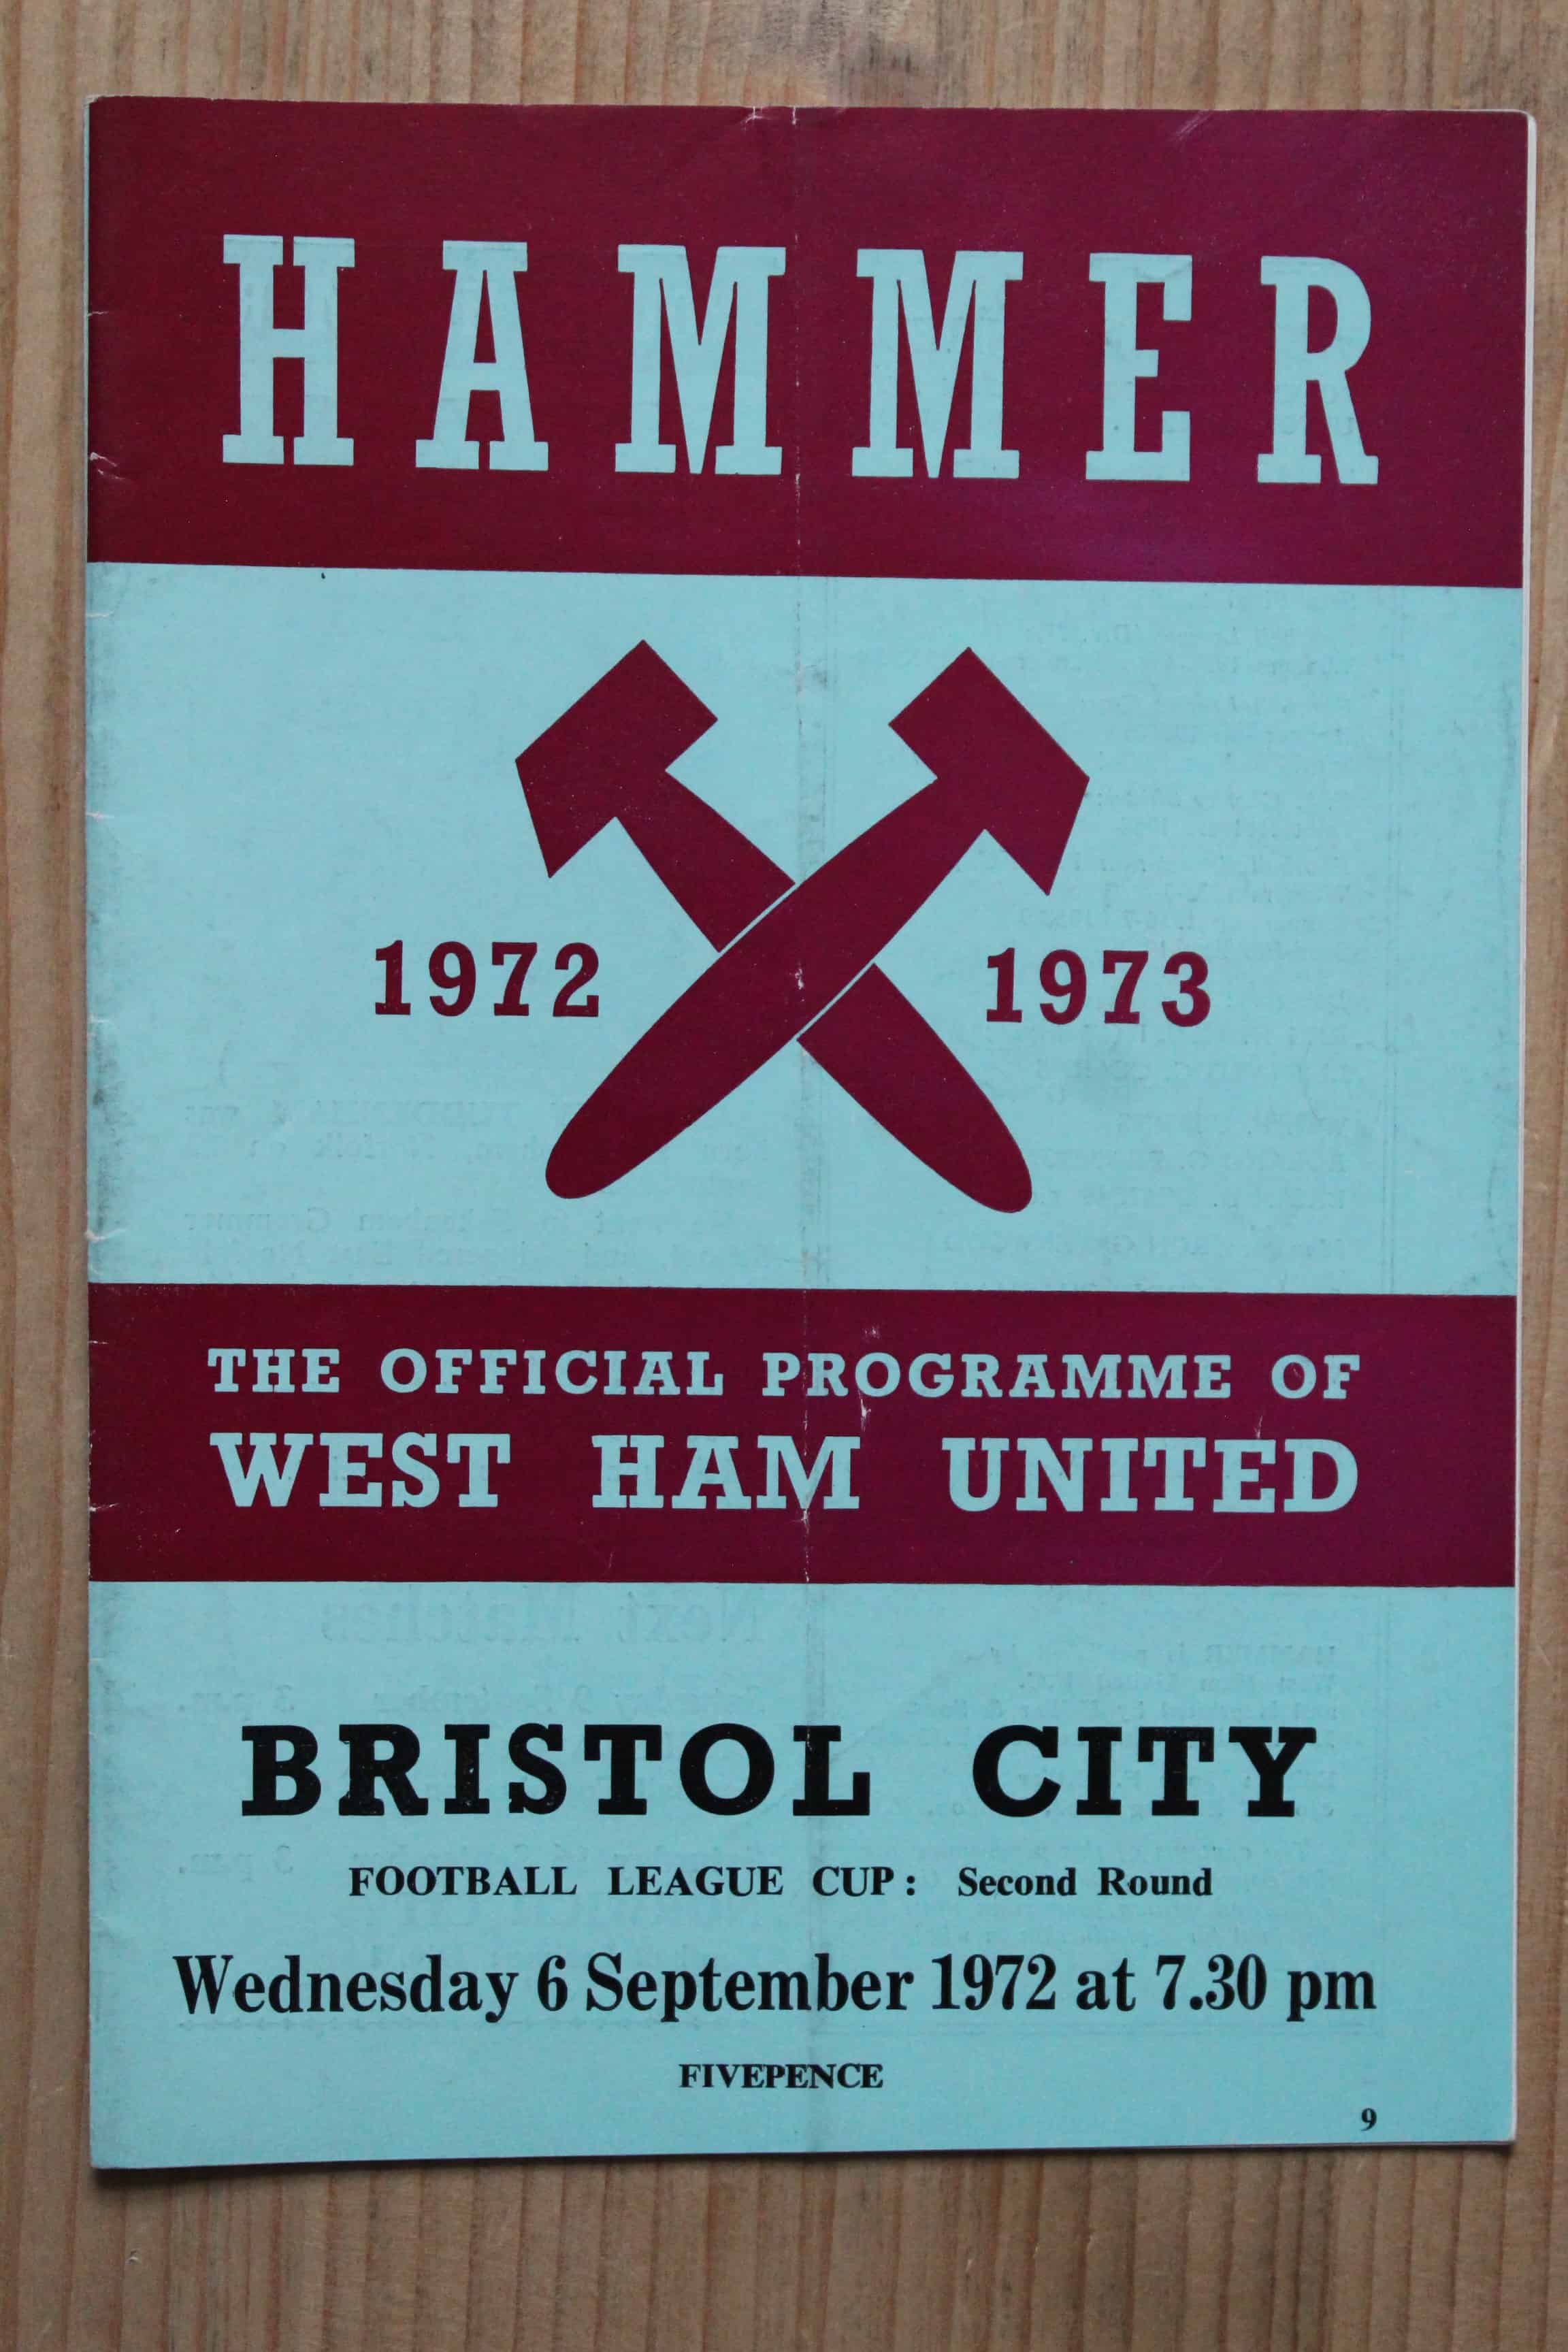 HAMMER
1972 1973
THE OFFICIAL PROGRAMME OF
WEST HAM UNITED
BRISTOL CITY
FOOTBALL LEAGUE CUP: Second Round
Wednesday 6 September 1972 at 7.30 pm
FIVEPENCE
9